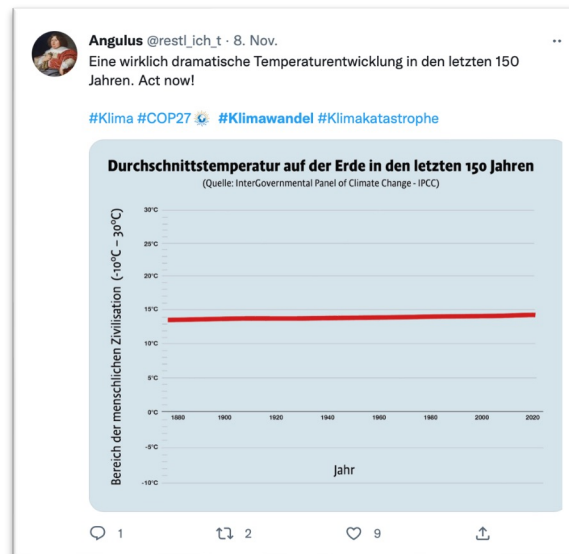 Angulus @restl_ich_t · 8. Nov.
Eine wirklich dramatische Temperaturentwicklung in den letzten 150
Jahren. Act now!
#Klima #COP27 #Klimawandel #Klimakatastrophe
Durchschnittstemperatur auf der Erde in den letzten 150 Jahren
(Quelle: InterGovernmental Panel of Climate Change - IPCC)
Bereich der menschlichen Zivilisation (-10°C – 30°C)
30°C
25°C
20°C
15°C
10°C
5°C
0°C
-5°C
-10°C
1880 1900 1920 1940 1960 1980 2000 2020
Jahr
1 2 9